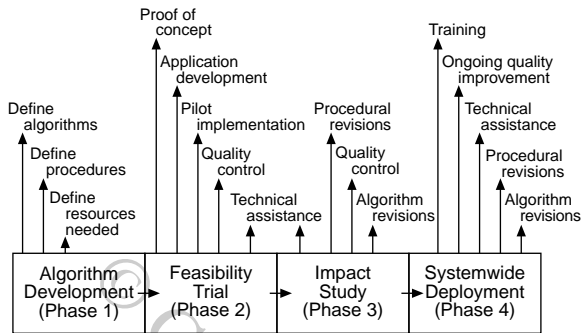 Proof of
concept
Application
development
Pilot
implementation
Quality
control
Technical
assistance
Define
algorithms
Define
procedures
Define
resources
needed
Procedural
revisions
Quality
control
Algorithm
revisions
Training
Ongoing quality
improvement
Technical
assistance
Procedural
revisions
Algorithm
revisions
Algorithm
Development
(Phase 1)
Feasibility
Trial
(Phase 2)
Impact
Study
(Phase 3)
Systemwide
Deployment
(Phase 4)
©